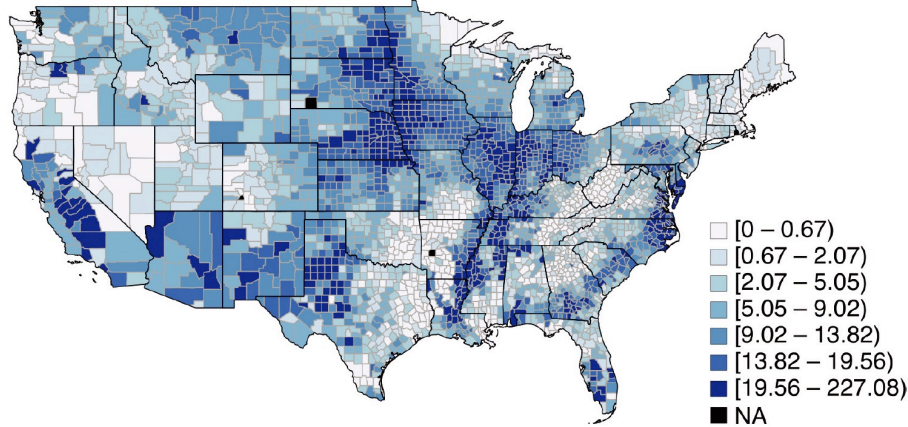 [0 – 0.67)
[0.67 – 2.07)
[2.07 – 5.05)
[5.05 – 9.02)
[9.02 – 13.82)
[13.82 – 19.56)
[19.56 – 227.08)
NA